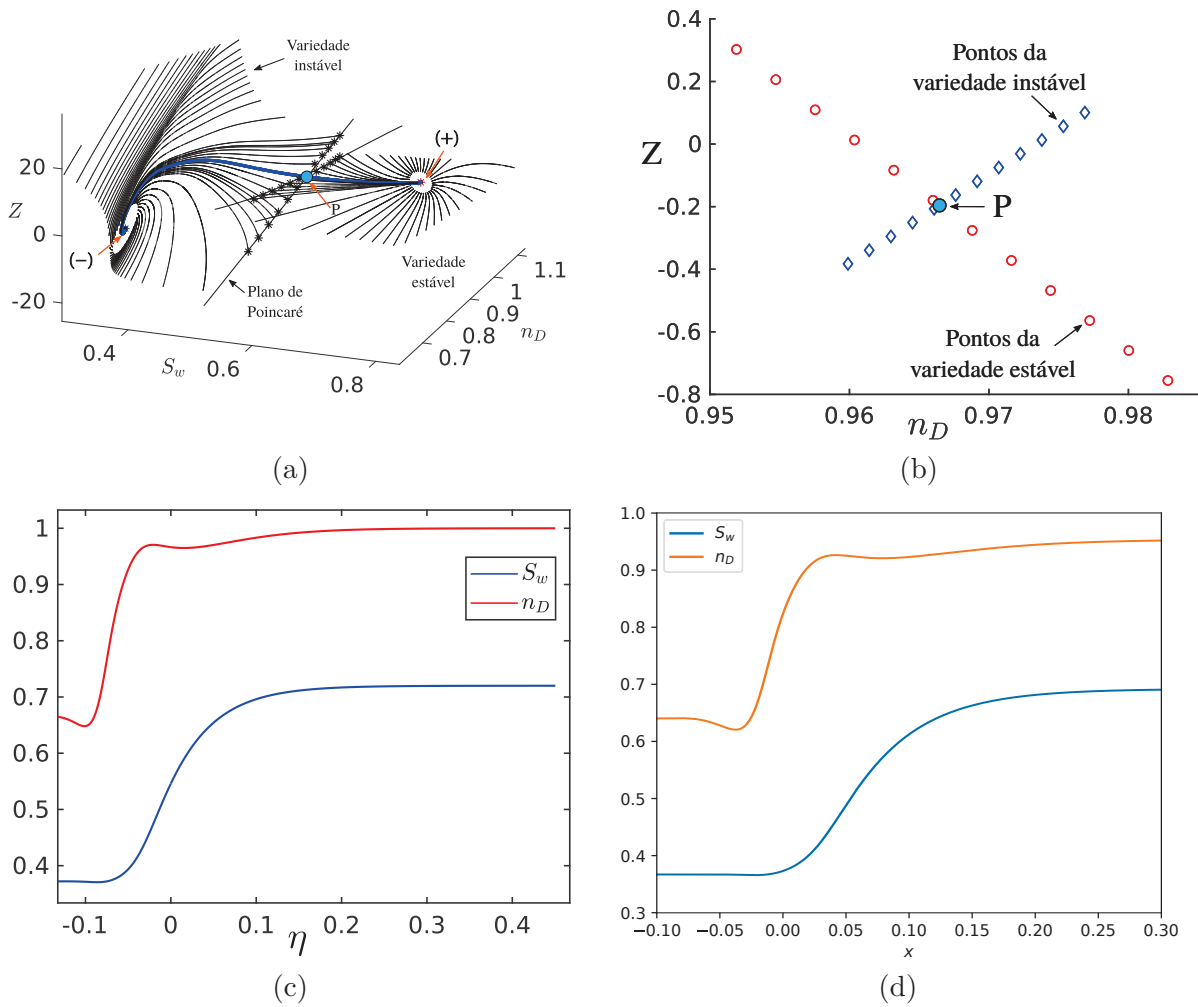 Variedade
instável
(+)
20
Z
0
-20
(−)
P
Variedade
estável
Plano de
Poincaré
1.1
1
0.9
0.8
0.7
n_D
0.4
S_w
0.6
0.8
(a)
0.4
0.2
0
-0.2
-0.4
-0.6
-0.8
Z
Pontos da
variedade instável
P
Pontos da
variedade estável
0.95
0.96
0.97
0.98
n_D
(b)
1
0.9
0.8
0.7
0.6
0.5
0.4
S_w
n_D
-0.1
0
0.1
0.2
0.3
0.4
η
(c)
1.0
0.9
0.8
0.7
0.6
0.5
0.4
0.3
S_w
n_D
−0.10
−0.05
0.00
0.05
0.10
0.15
0.20
0.25
0.30
x
(d)